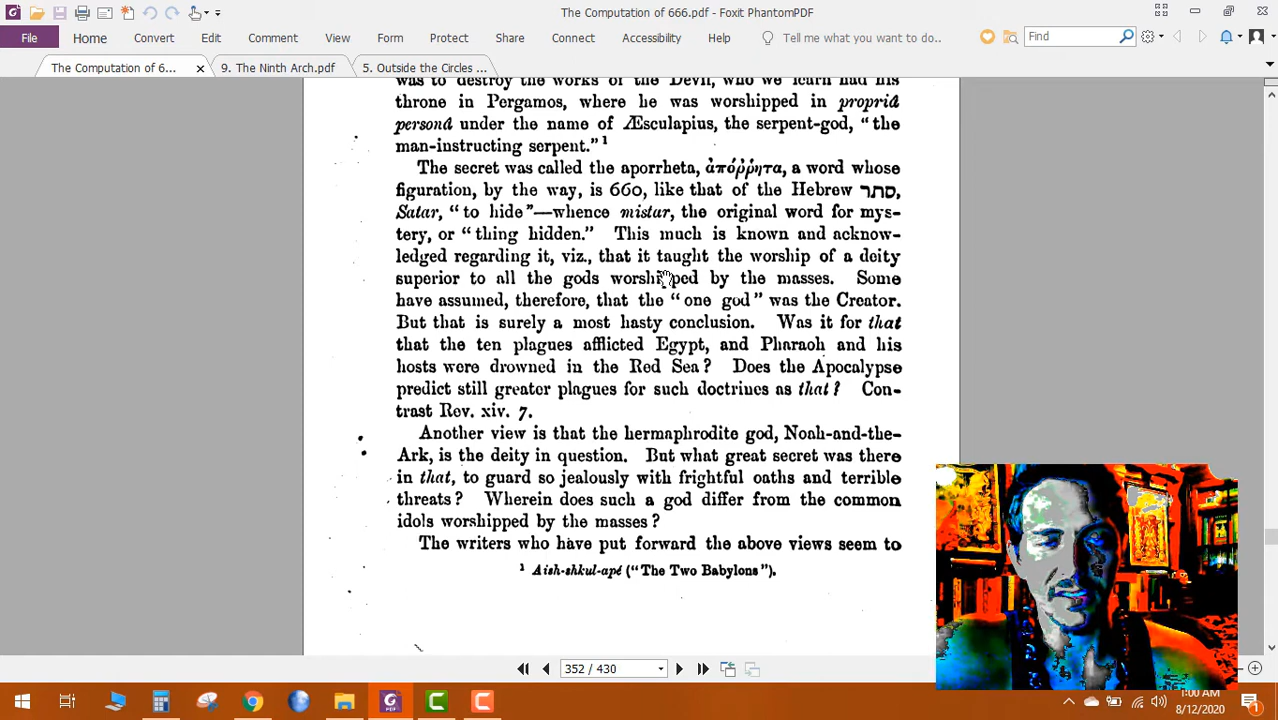 The Computation of 666.pdf - Foxit PhantomPDF
File Home Convert Edit Comment View Form Protect Share Connect Accessibility Help Tell me what you want to do.. Find
The Computation of 6... 9. The Ninth Arch.pdf 5. Outside the Circles ...
was to destroy the works of the Devil, who we learn had his
throne in Pergamos, where he was worshipped in propriâ
personâ under the name of Æsculapius, the serpent-god, “the
man-instructing serpent.” 1
The secret was called the aporrheta, ἀπόῤῥητα, a word whose
figuration, by the way, is 660, like that of the Hebrew סתר,
Satar, “to hide”—whence mistar, the original word for mys-
tery, or “thing hidden.” This much is known and acknow-
ledged regarding it, viz., that it taught the worship of a deity
superior to all the gods worshipped by the masses. Some
have assumed, therefore, that the “one god” was the Creator.
But that is surely a most hasty conclusion. Was it for that
that the ten plagues afflicted Egypt, and Pharaoh and his
hosts were drowned in the Red Sea? Does the Apocalypse
predict still greater plagues for such doctrines as that? Con-
trast Rev. xiv. 7.
Another view is that the hermaphrodite god, Noah-and-the-
Ark, is the deity in question. But what great secret was there
in that, to guard so jealously with frightful oaths and terrible
threats? Wherein does such a god differ from the common
idols worshipped by the masses?
The writers who have put forward the above views seem to
1 Aish-shkul-apé (“The Two Babylons”).
352 / 430
1:00 AM
8/12/2020